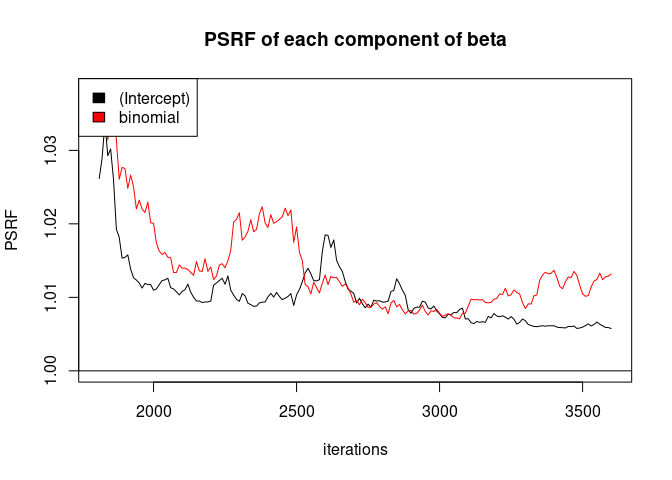 PSRF of each component of beta
(Intercept)
binomial
PSRF
1.03
1.02
1.01
1.00
2000 2500 3000 3500
iterations